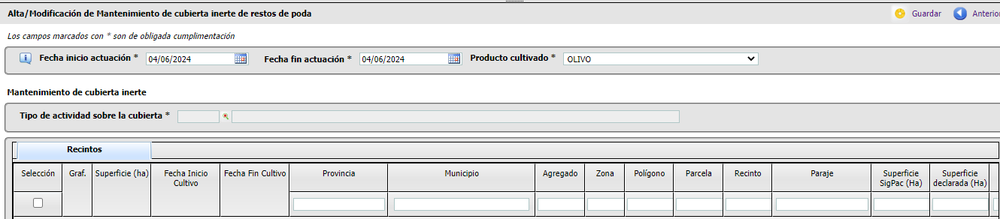 Alta/Modificación de Mantenimiento de cubierta inerte de restos de poda
Guardar
Anterior
Los campos marcados con * son de obligada cumplimentación
Fecha inicio actuación * 04/06/2024 Fecha fin actuación * 04/06/2024 Producto cultivado * OLIVO
Mantenimiento de cubierta inerte
Tipo de actividad sobre la cubierta *
Recintos
Selección Graf. Superficie (ha) Fecha Inicio Cultivo Fecha Fin Cultivo Provincia Municipio Agregado Zona Polígono Parcela Recinto Paraje Superficie SigPac (Ha) Superficie declarada (Ha)